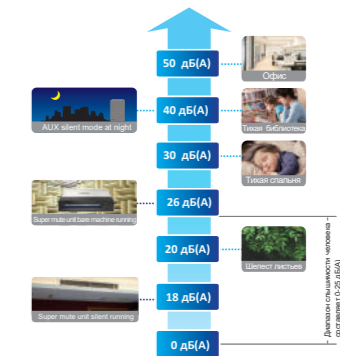 50 дБ(A)
Офис
40 дБ(A)
AUX silent mode at night
Тихая библиотека
30 дБ(A)
Тихая спальня
26 дБ(A)
Super mute unit bare machine running
20 дБ(A)
Шелест листьев
18 дБ(A)
Super mute unit silent running
0 дБ(A)
– Диапазон слышимости человека –
составляет 0-25 дБ(A)